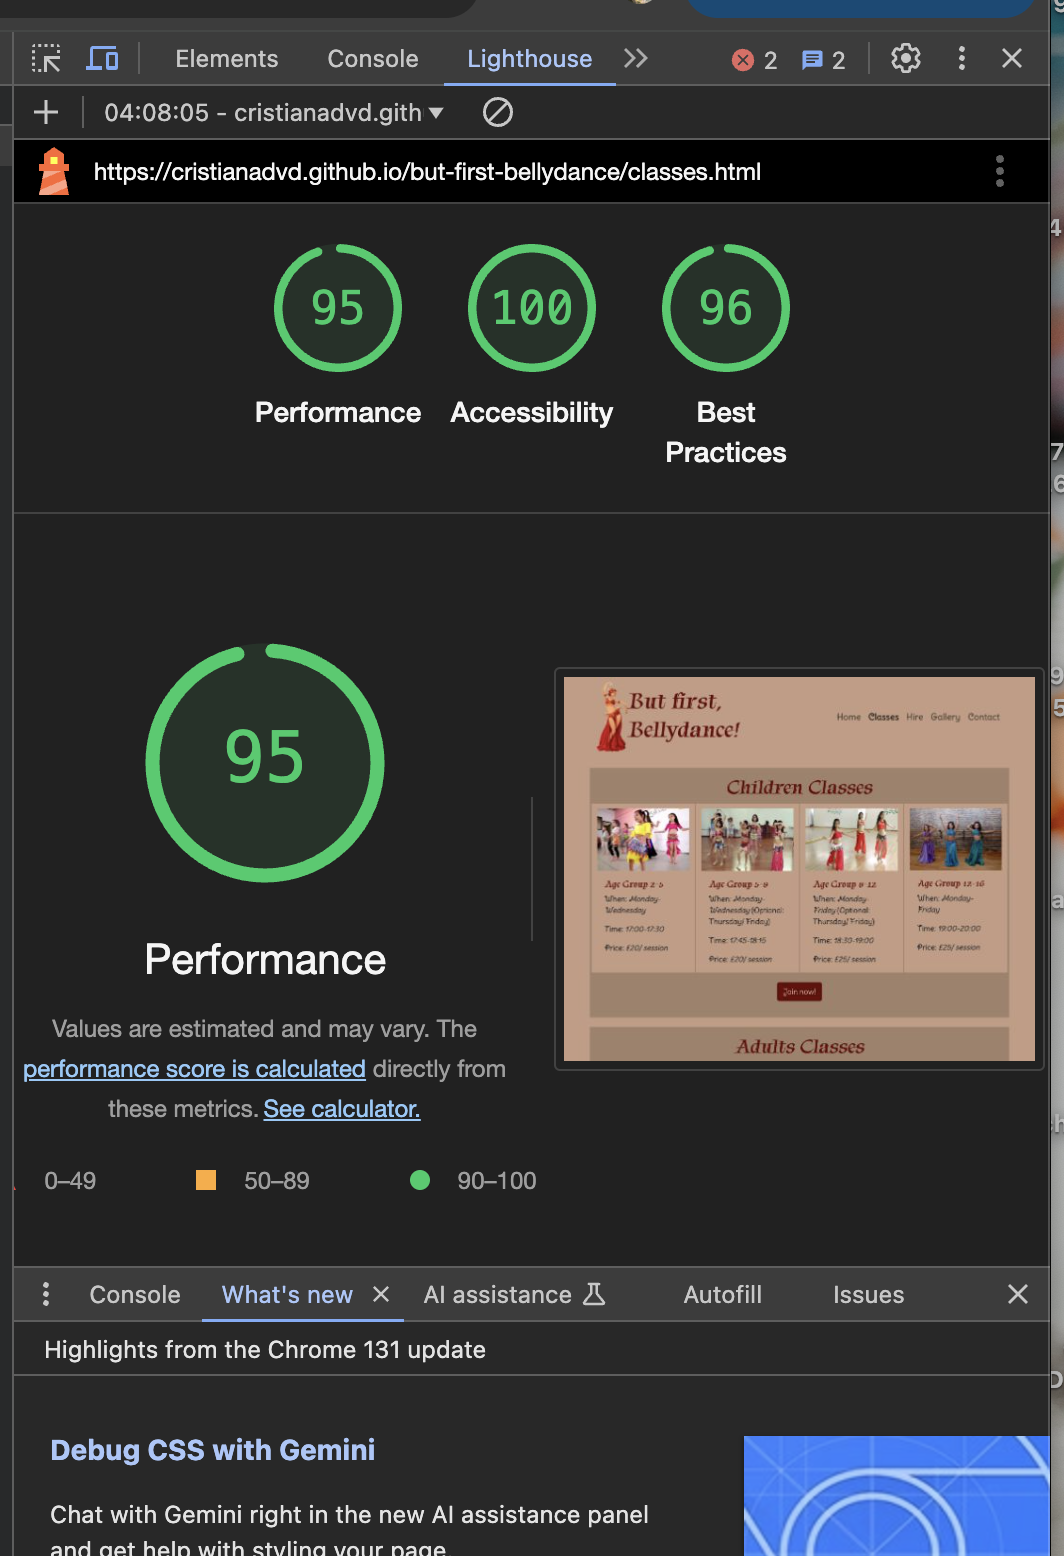 Elements Console Lighthouse 2 2
04:08:05 - cristianadvd.gith
https://cristianadvd.github.io/but-first-bellydance/classes.html
95 100 96
Performance Accessibility Best
Practices
95
Performance
Values are estimated and may vary. The
performance score is calculated directly from
these metrics. See calculator.
0–49 50–89 90–100
But first,
Bellydance!
Home Classes Hire Gallery Contact
Children Classes
Age Group 2-5
When: Monday-
Wednesday
Time: 17:00-17:30
Price: £20/ session
Age Group 5-9
When: Monday
Wednesday(Optional:
Thursday/ Friday)
Time: 17:45-18:15
Price: £20/ session
Age Group 9-12
When: Monday
Friday (Optional:
Thursday/ Friday)
Time: 18:30-19:00
Price: £25/ session
Age Group 12-16
When: Monday-
Friday
Time: 19:00-20:00
Price: £25/ session
Join now!
Adults Classes
Console What's new AI assistance Autofill Issues
Highlights from the Chrome 131 update
Debug CSS with Gemini
Chat with Gemini right in the new AI assistance panel
and get help with styling your page.